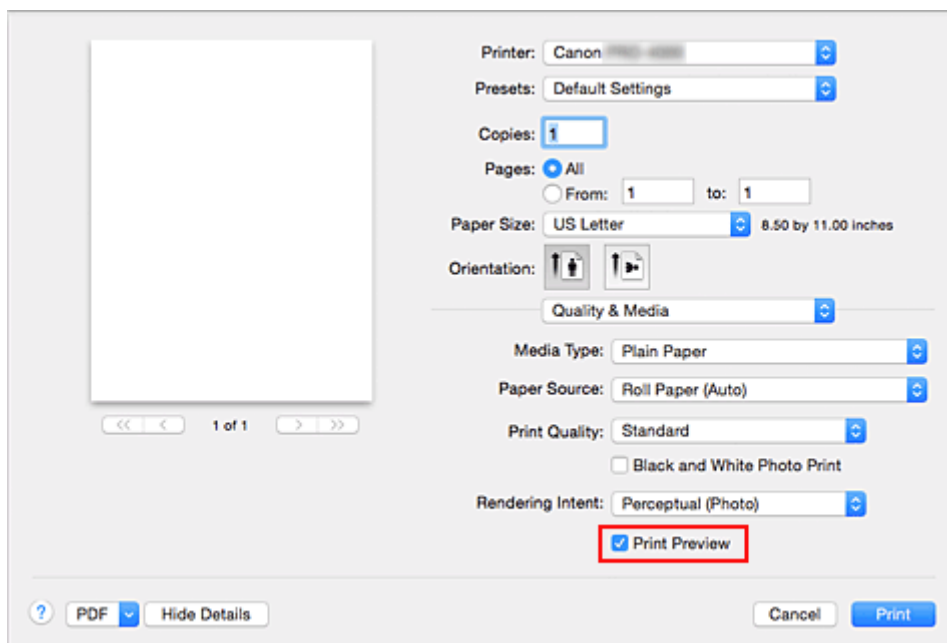 Printer: Canon
Presets: Default Settings
Copies: 1
Pages: All
From: 1 to: 1
Paper Size: US Letter 8.50 by 11.00 inches
Orientation:
Quality & Media
Media Type: Plain Paper
Paper Source: Roll Paper (Auto)
1 of 1
Print Quality: Standard
Black and White Photo Print
Rendering Intent: Perceptual (Photo)
Print Preview
? PDF Hide Details Cancel Print